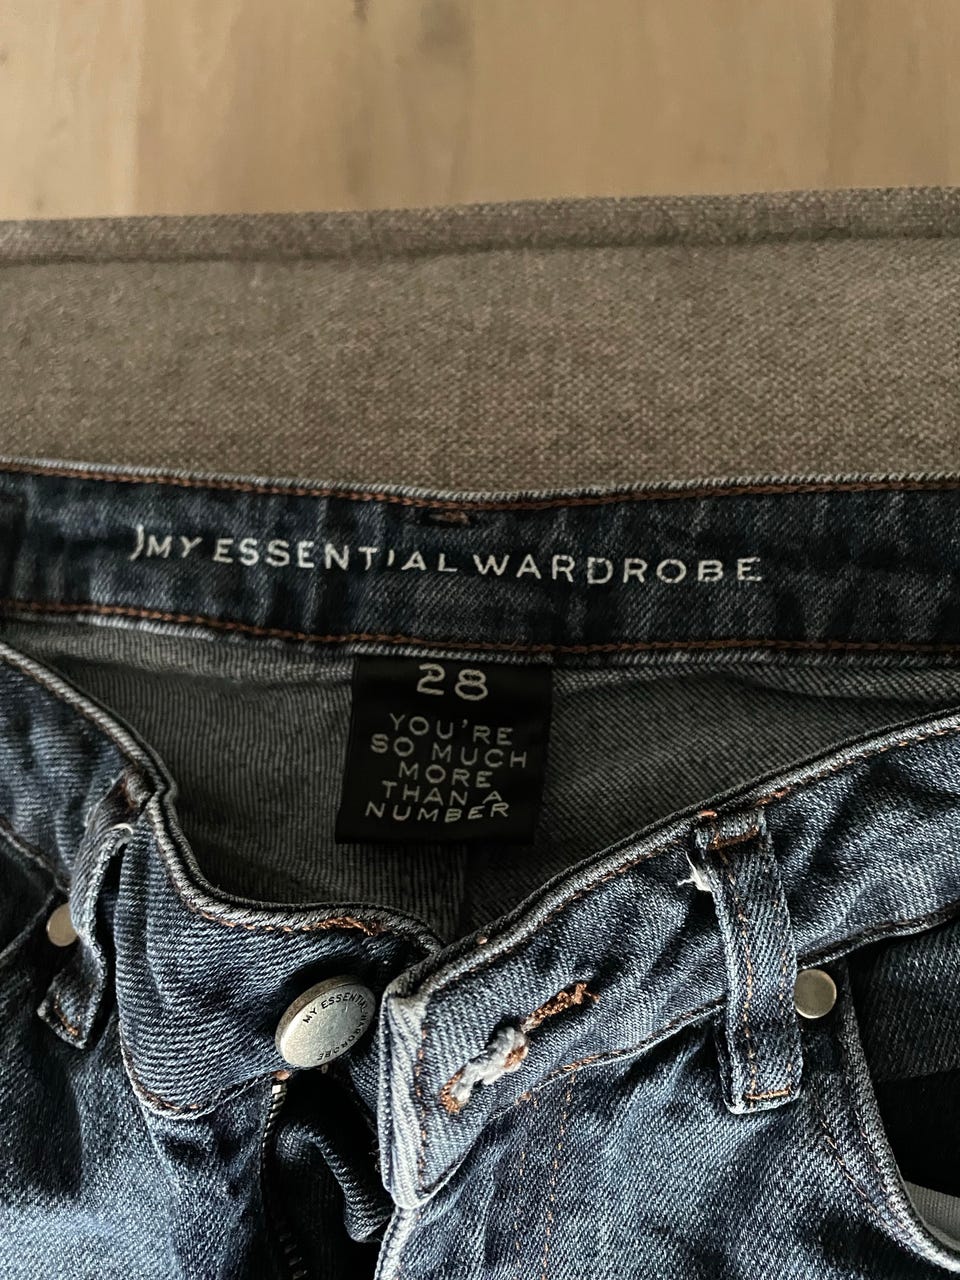 MY ESSENTIAL WARDROBE
28
YOU'RE
SO MUCH
MORE
THAN A
NUMBER
MY ESSENTIAL WARDROBE